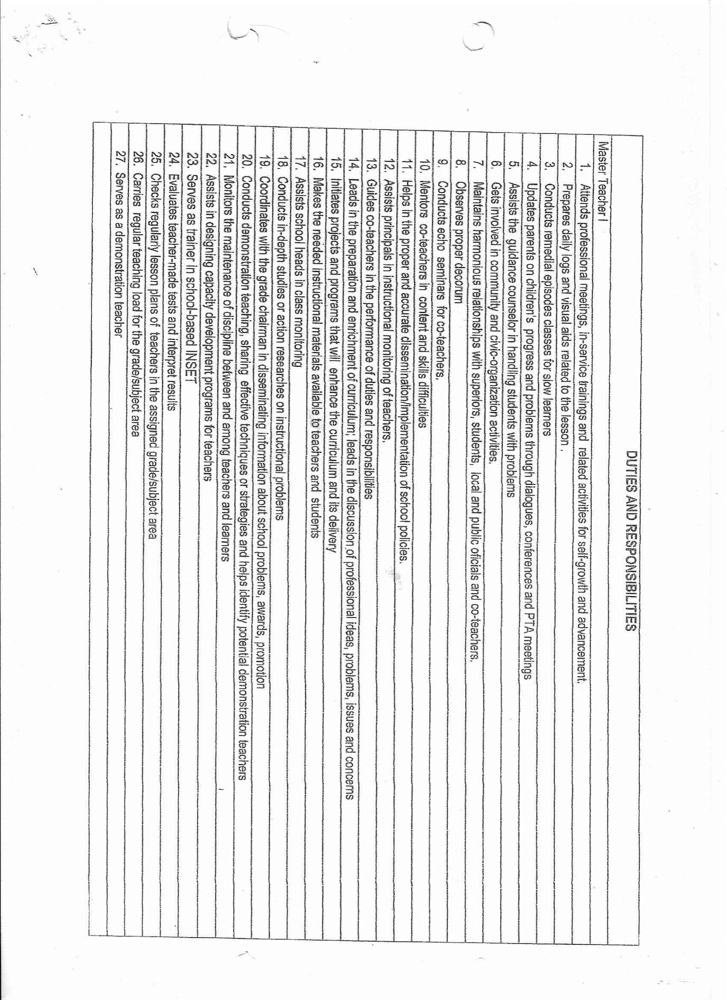 DUTIES AND RESPONSIBILITIES
Master Teacher I
1. Attends professional meetings, in-service trainings and related activities for self-growth and advancement.
2. Prepares daily logs and visual aids related to the lesson.
3. Conducts remedial episodes classes for slow learners
4. Updates parents on children's progress and problems through dialogues, conferences and PTA meetings
5. Assists the guidance counselor in handling students with problems
6. Gets involved in community and civic-organization activities.
7. Maintains harmonious relationships with superiors, students, local and public oficials and co-teachers.
8. Observes proper decorum
9. Conducts echo seminars for co-teachers.
10. Mentors co-teachers in content and skills difficulties
11. Helps in the proper and accurate dissemination/implementation of school policies.
12. Assists principals in instructional monitoring of teachers.
13. Guides co-teachers in the performance of duties and responsibilities
14. Leads in the preparation and enrichment of curriculum; leads in the discussion of professional ideas, problems, issues and concerns
15. Initiates projects and programs that will enhance the curriculum and its delivery
16. Makes the needed instructional materials available to teachers and students
17. Assists school heads in class monitoring
18. Conducts in-depth studies or action researches on instructional problems
19. Coordinates with the grade chairman in disseminating information about school problems, awards, promotion
20. Conducts demonstration teaching, sharing effective techniques or strategies and helps identify potential demonstration teachers
21. Monitors the maintenance of discipline between and among teachers and learners
22. Assists in designing capacity development programs for teachers
23. Serves as trainer in school-based INSET
24. Evaluates teacher-made tests and interpret results
25. Checks regularly lesson plans of teachers in the assigned grade/subject area
26. Carries regular teaching load for the grade/subject area
27. Serves as a demonstration teacher